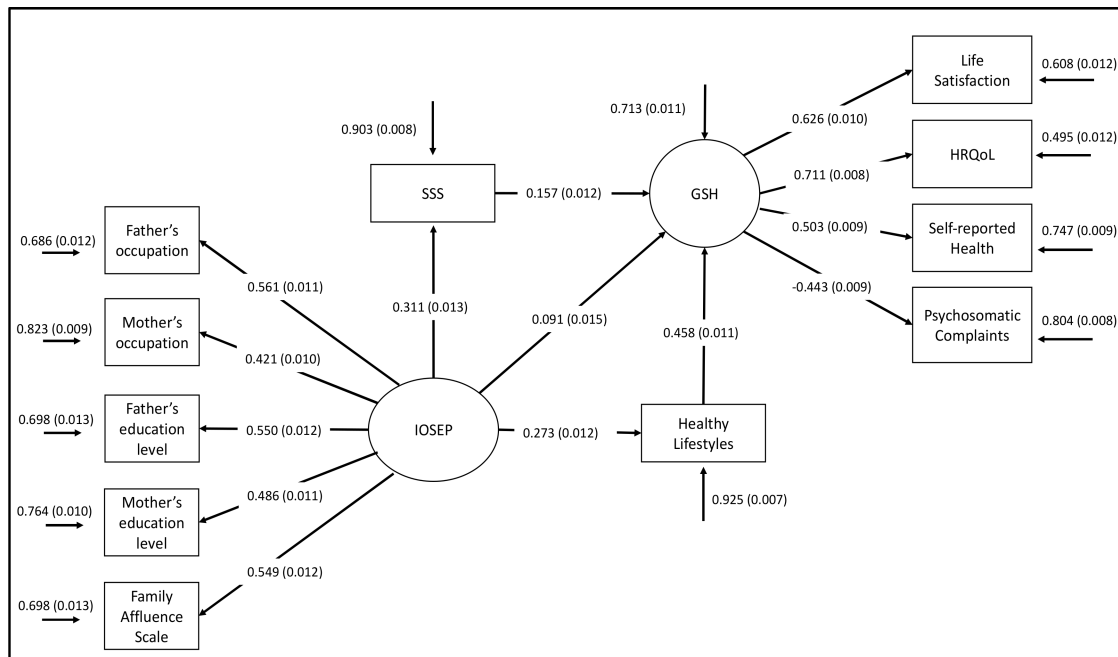 Life
Satisfaction
0.608 (0.012)
0.713 (0.011)
0.626 (0.010)
0.903 (0.008)
HRQoL
0.495 (0.012)
0.711 (0.008)
SSS
0.157 (0.012)
GSH
0.503 (0.009)
Self-reported
Health
0.747 (0.009)
Father's
occupation
0.686 (0.012)
0.561 (0.011)
-0.443 (0.009)
0.311 (0.013)
0.091 (0.015)
0.458 (0.011)
Psychosomatic
Complaints
0.804 (0.008)
Mother's
occupation
0.823 (0.009)
0.421 (0.010)
Father's
education
level
0.698 (0.013)
0.550 (0.012)
IOSEP
0.273 (0.012)
Healthy
Lifestyles
0.486 (0.011)
0.925 (0.007)
Mother's
education
level
0.764 (0.010)
0.549 (0.012)
Family
Affluence
Scale
0.698 (0.013)